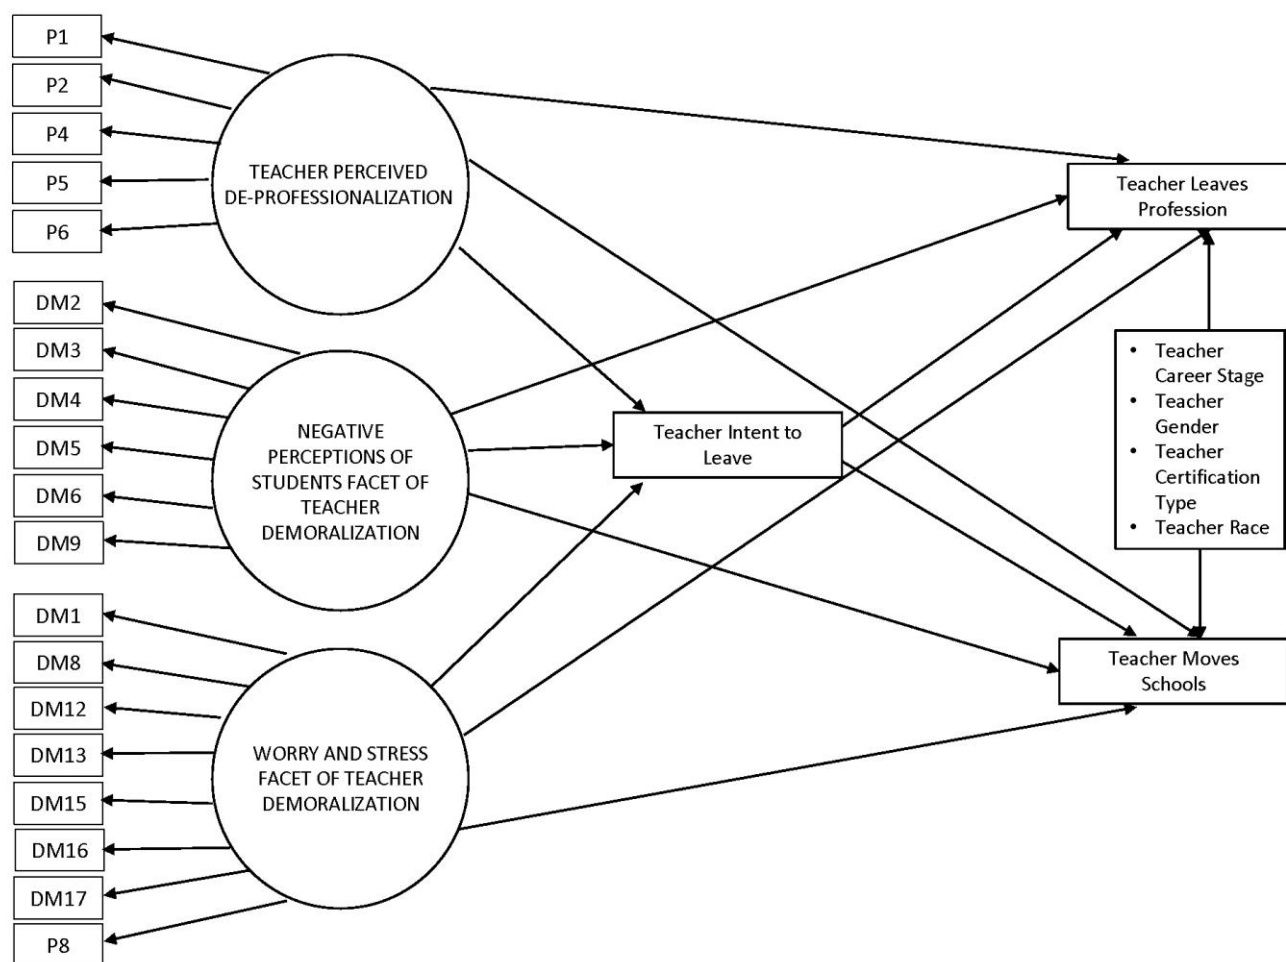 P1
P2
P4
P5
P6
TEACHER PERCEIVED
DE-PROFESSIONALIZATION
DM2
DM3
DM4
DM5
DM6
DM9
NEGATIVE
PERCEPTIONS OF
STUDENTS FACET OF
TEACHER
DEMORALIZATION
DM1
DM8
DM12
DM13
DM15
DM16
DM17
P8
WORRY AND STRESS
FACET OF TEACHER
DEMORALIZATION
Teacher Intent to
Leave
Teacher Leaves
Profession
• Teacher
Career Stage
• Teacher
Gender
• Teacher
Certification
Type
• Teacher Race
Teacher Moves
Schools